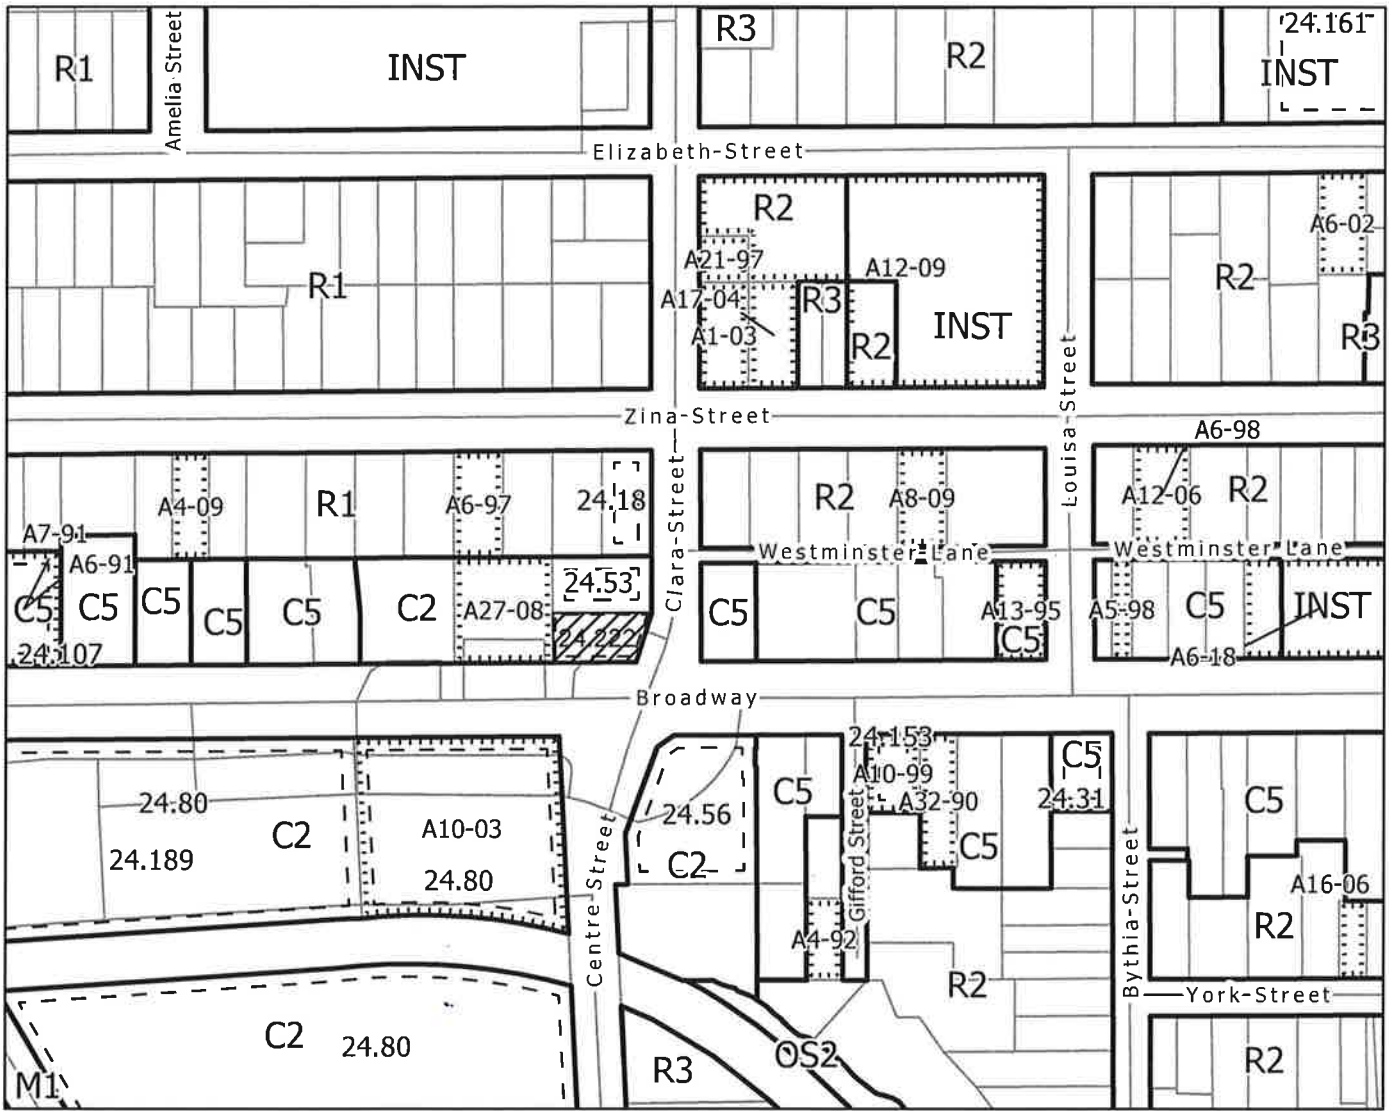 R1
Amelia Street
INST
R3
R2
24.161
INST
Elizabeth Street
R1
R2
A21-97
A12-09
A17-04
R3
A1-03
R2
INST
Louisa Street
A6-02
R2
R3
Zina Street
A6-98
A4-09
R1
A6-97
24.18
Clara Street
R2
A8-09
A12-06
R2
A7-91
A6-91
Westminster Lane
Westminster Lane
C5
C5
C5
C5
C5
C2
A27-08
24.53
24.222
24.107
C5
C5
A13-95
C5
A5-98
C5
INST
A6-18
Broadway
24.80
C2
24.189
A10-03
24.80
Centre Street
24.56
C2
C5
24.153
A10-99
A32-90
Gifford Street
C5
C5
24.31
A4-92
R2
Bythia Street
C5
A16-06
R2
York Street
R2
C2
24.80
M1
R3
OS2